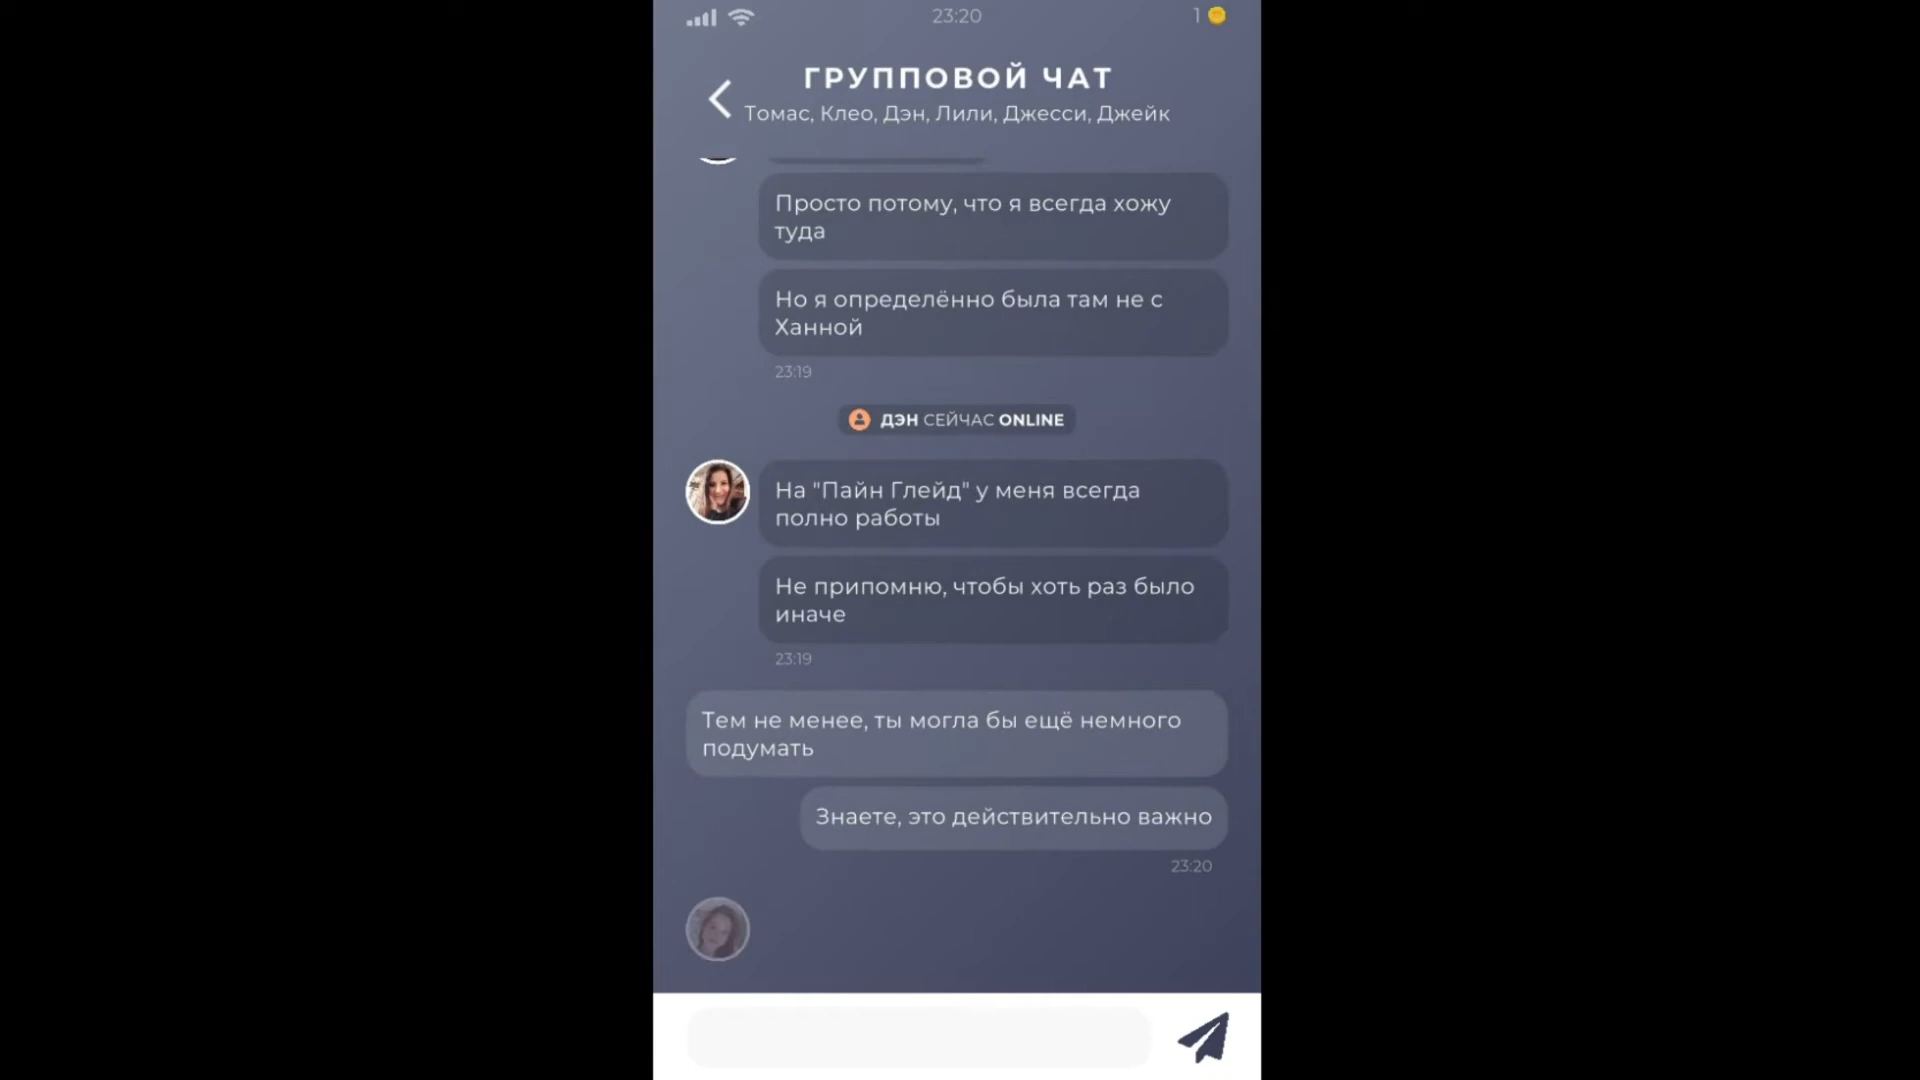 23:20
1
ГРУППОВОЙ ЧАТ
Томас, Клео, Дэн, Лили, Джесси, Джейк
Просто потому, что я всегда хожу
туда
Но я определённо была там не с
Ханной
23:19
ДЭН СЕЙЧАС ONLINE
На "Пайн Глейд" у меня всегда
полно работы
Не припомню, чтобы хоть раз было
иначе
23:19
Тем не менее, ты могла бы ещё немного
подумать
Знаете, это действительно важно
23:20